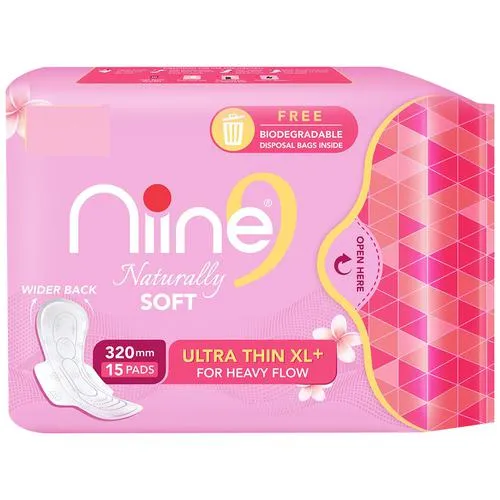 FREE
BIODEGRADABLE
DISPOSAL BAGS INSIDE
niine 9®
Naturally
SOFT
OPEN HERE
WIDER BACK
320mm
15 PADS
ULTRA THIN XL+
FOR HEAVY FLOW